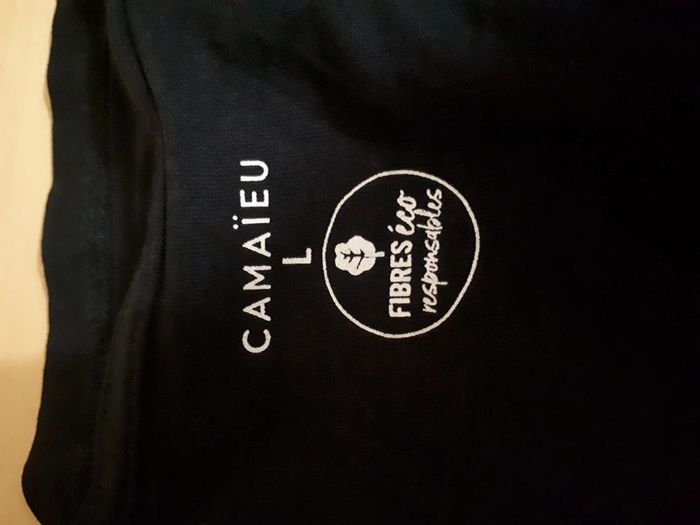 CAMAÏEU
L
FIBRES éco
responsables